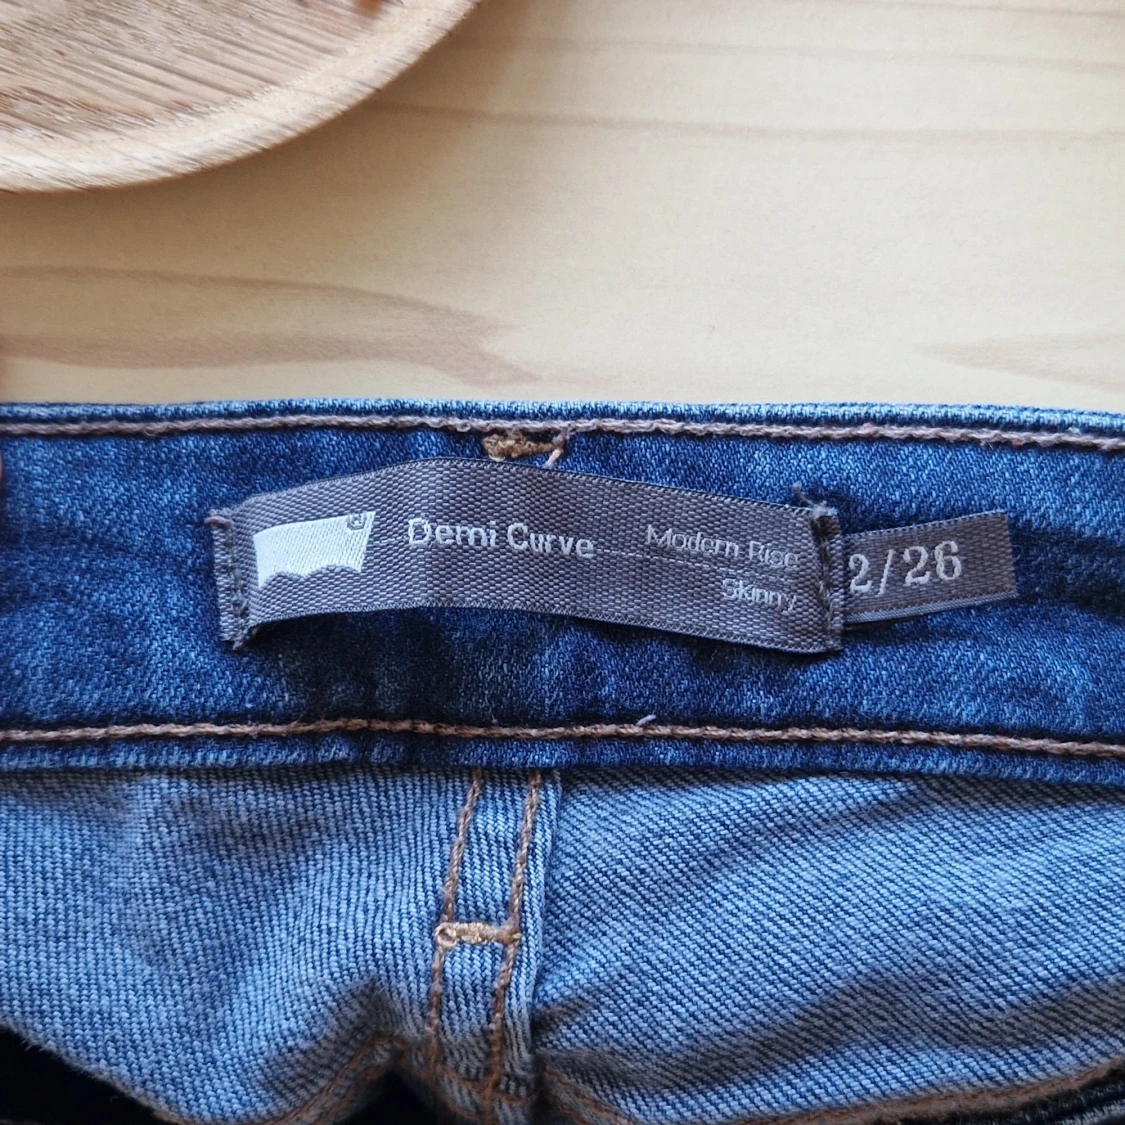 Demi Curve
Modern Rise
Skinny
2/26